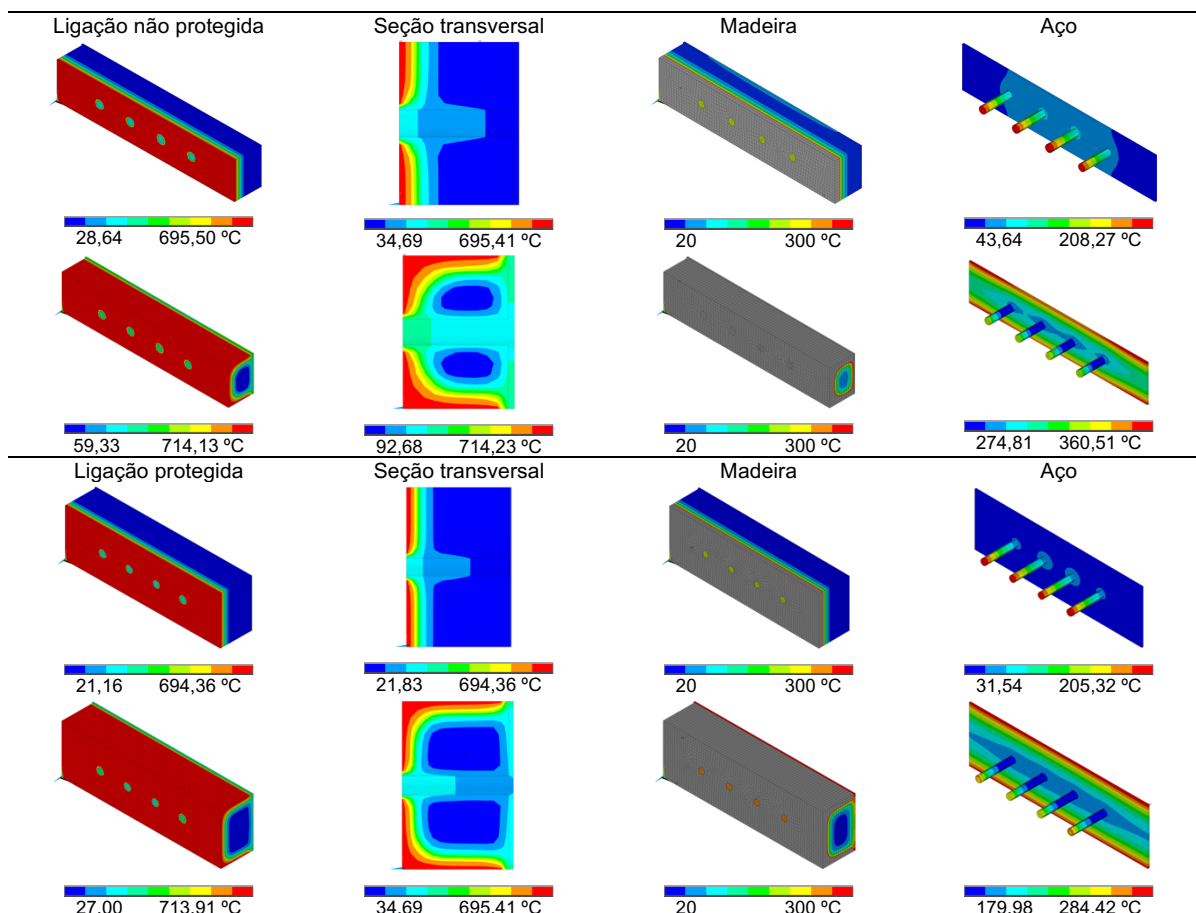 Ligação não protegida Seção transversal Madeira Aço
28,64 695,50 ºC 34,69 695,41 ºC 20 300 ºC 43,64 208,27 ºC
59,33 714,13 ºC 92,68 714,23 ºC 20 300 ºC 274,81 360,51 ºC
Ligação protegida Seção transversal Madeira Aço
21,16 694,36 ºC 21,83 694,36 ºC 20 300 ºC 31,54 205,32 ºC
27,00 713,91 ºC 34,69 695,41 ºC 20 300 ºC 179,98 284,42 ºC